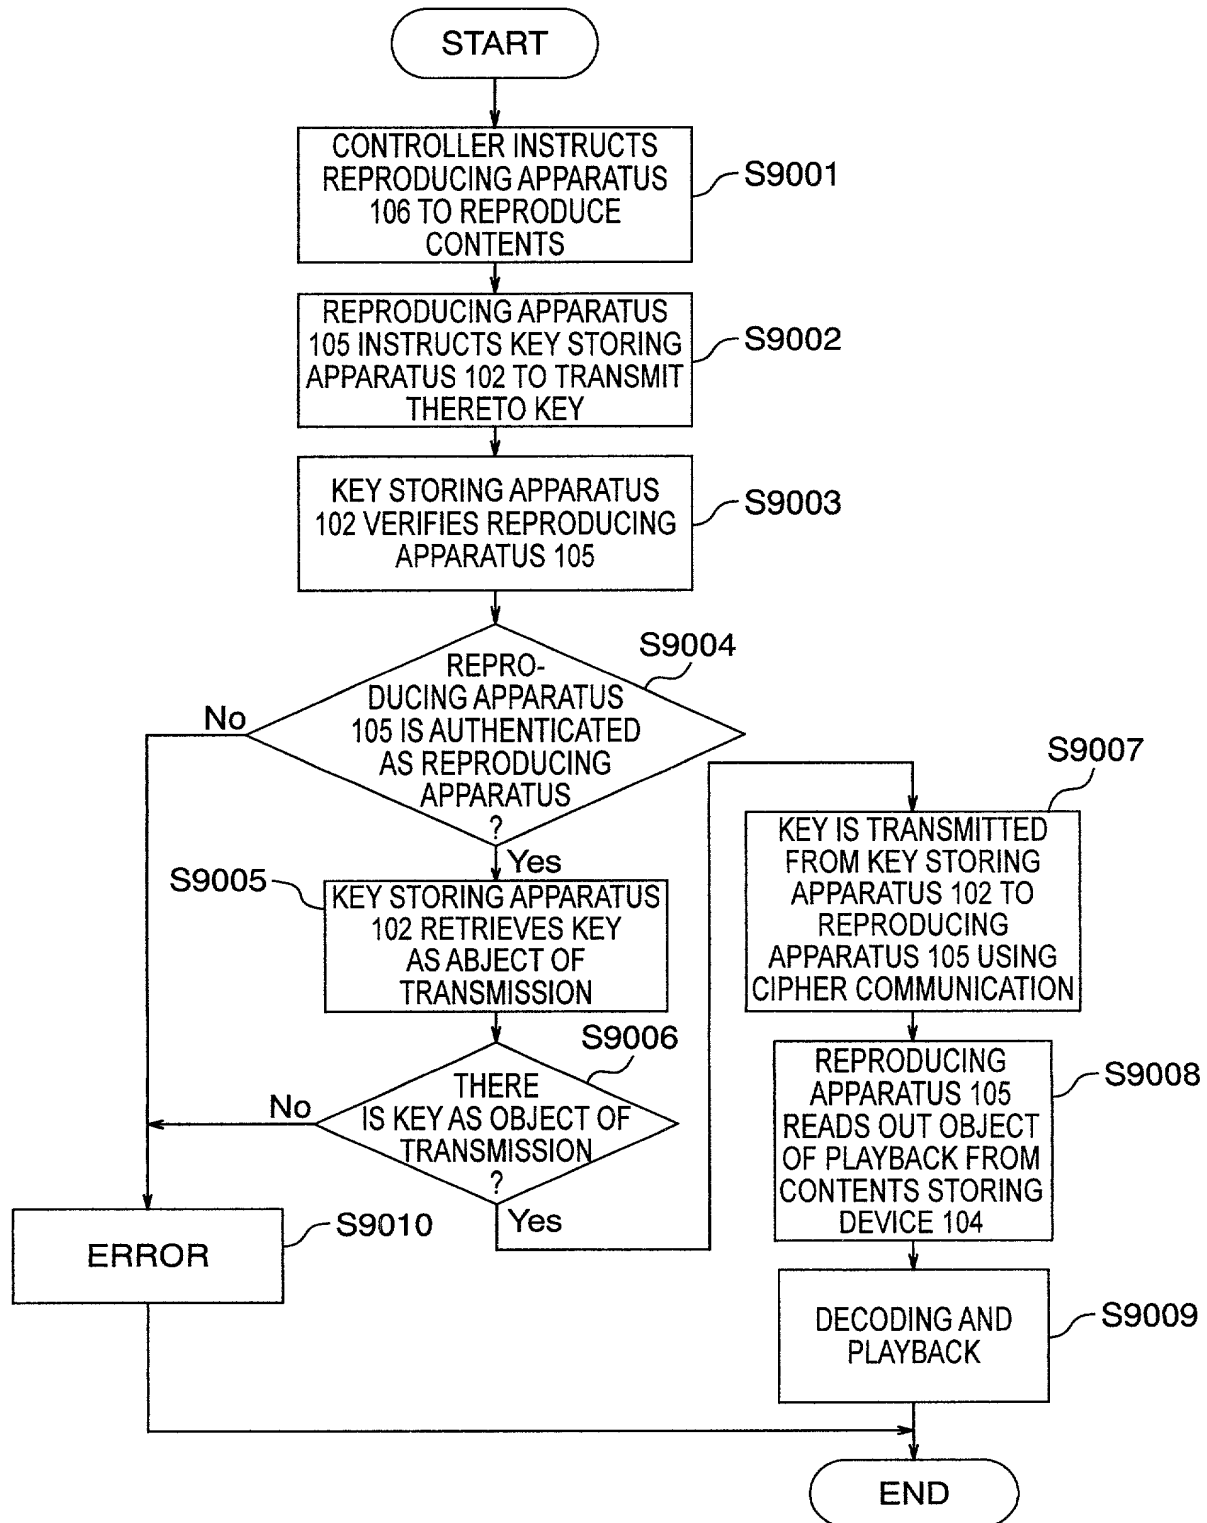 START
CONTROLLER INSTRUCTS
REPRODUCING APPARATUS
106 TO REPRODUCE
CONTENTS
S9001
REPRODUCING APPARATUS
105 INSTRUCTS KEY STORING
APPARATUS 102 TO TRANSMIT
THERETO KEY
S9002
KEY STORING APPARATUS
102 VERIFIES REPRODUCING
APPARATUS 105
S9003
S9004
REPRO-
DUCING APPARATUS
105 IS AUTHENTICATED
AS REPRODUCING
APPARATUS
?
No
Yes
S9005
KEY STORING APPARATUS
102 RETRIEVES KEY
AS ABJECT OF
TRANSMISSION
S9006
THERE
IS KEY AS OBJECT OF
TRANSMISSION
?
No
Yes
S9007
KEY IS TRANSMITTED
FROM KEY STORING
APPARATUS 102 TO
REPRODUCING
APPARATUS 105 USING
CIPHER COMMUNICATION
REPRODUCING
APPARATUS 105
READS OUT OBJECT
OF PLAYBACK FROM
CONTENTS STORING
DEVICE 104
S9008
DECODING AND
PLAYBACK
S9009
ERROR
S9010
END